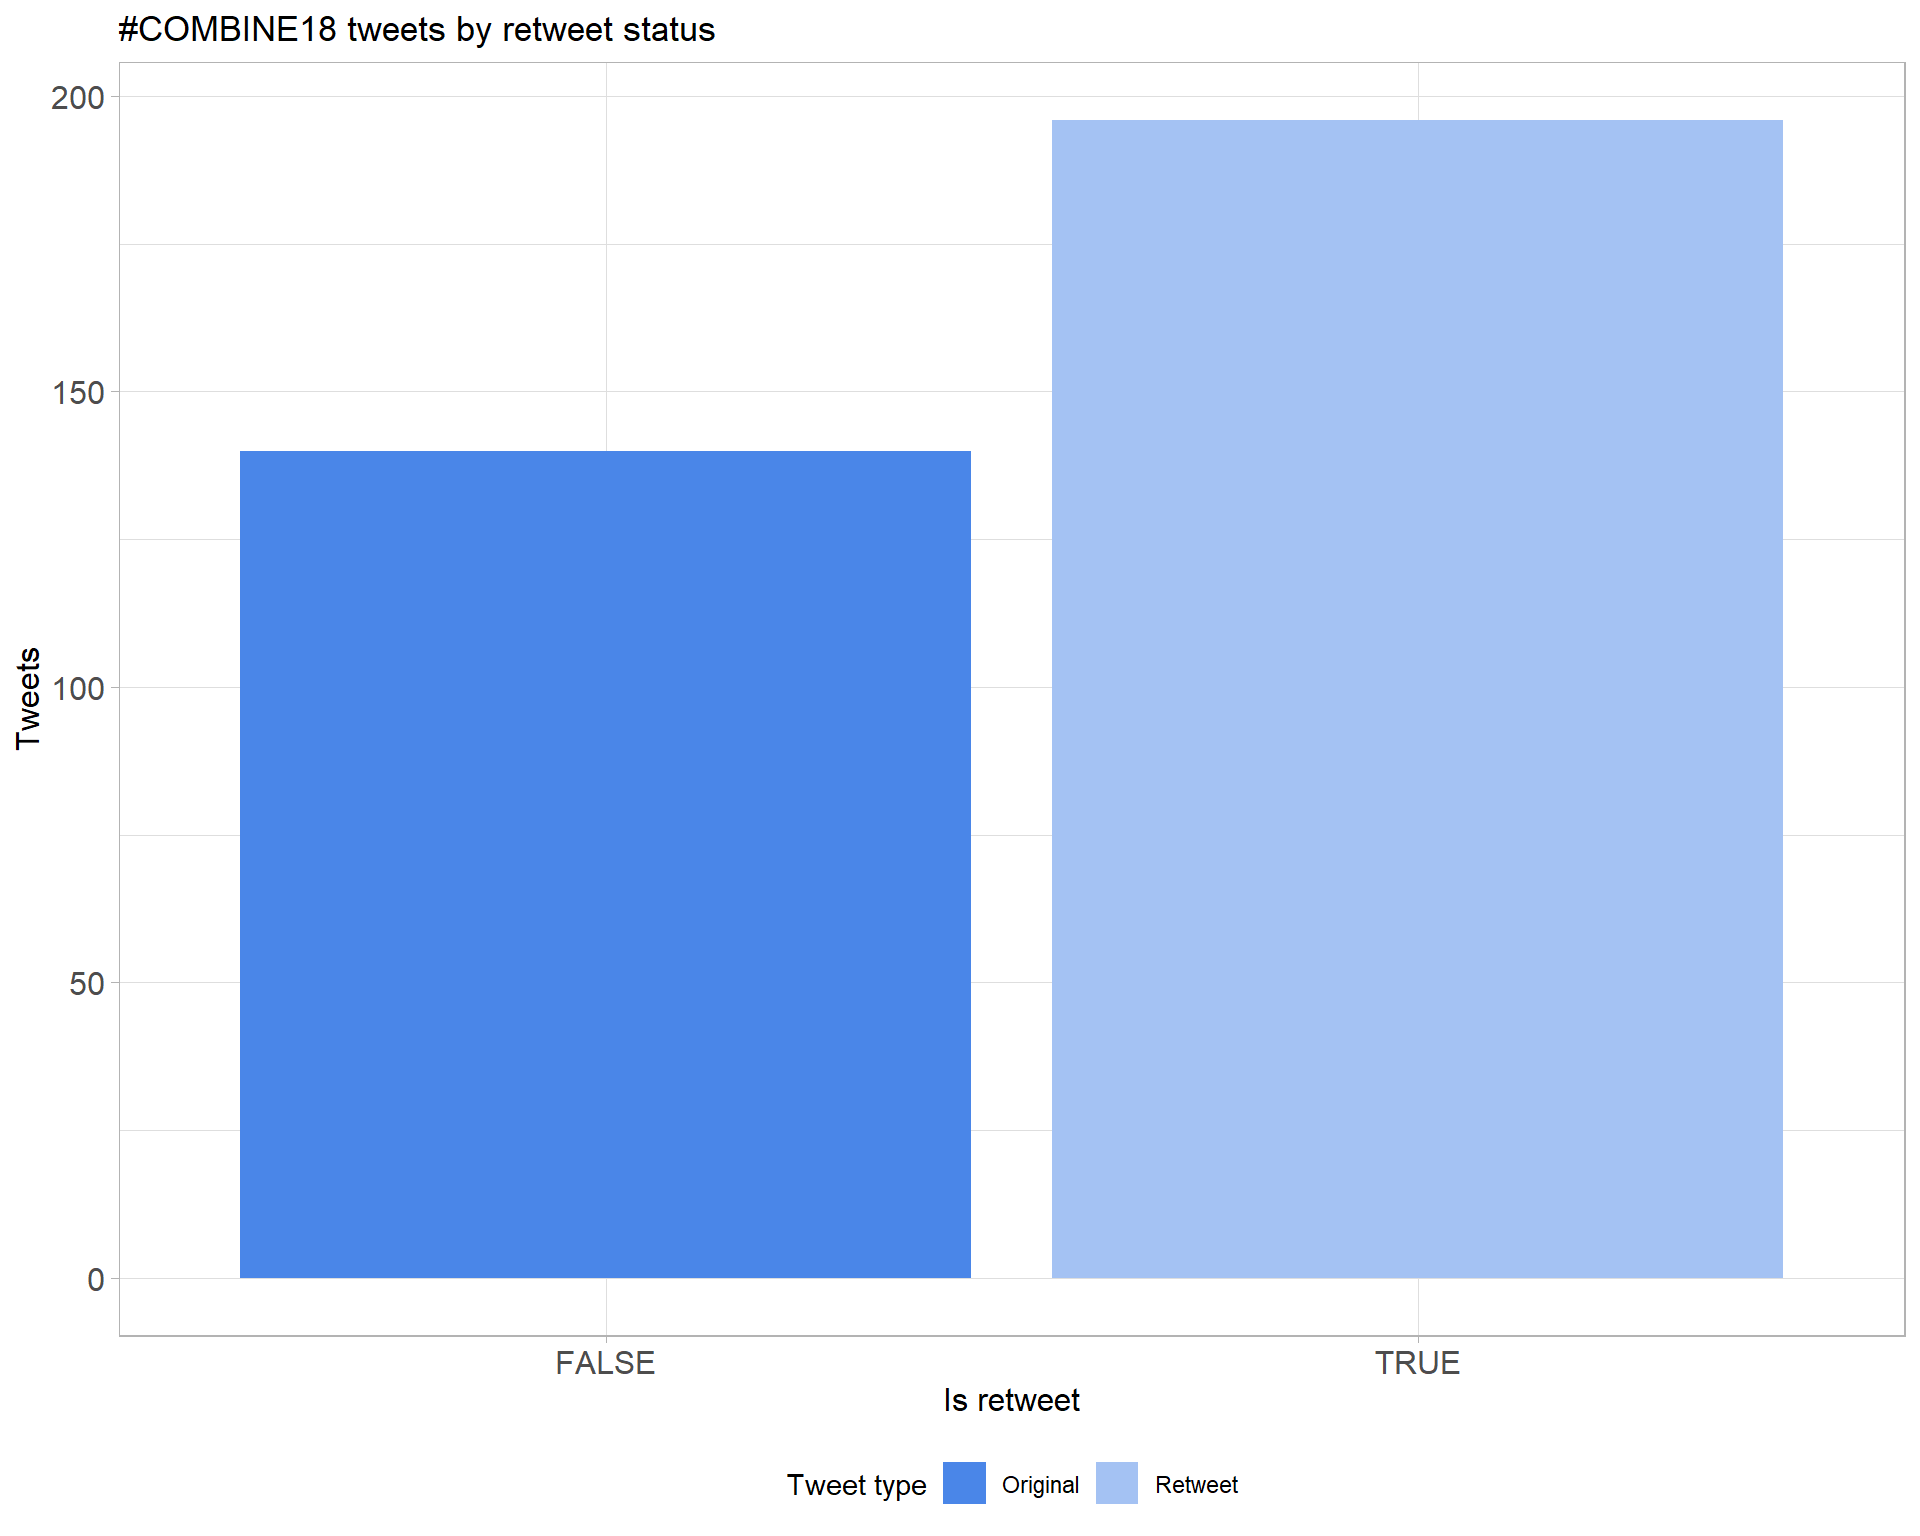 #COMBINE18 tweets by retweet status
200
150
100
50
0
Tweets
FALSE TRUE
Is retweet
Tweet type Original Retweet